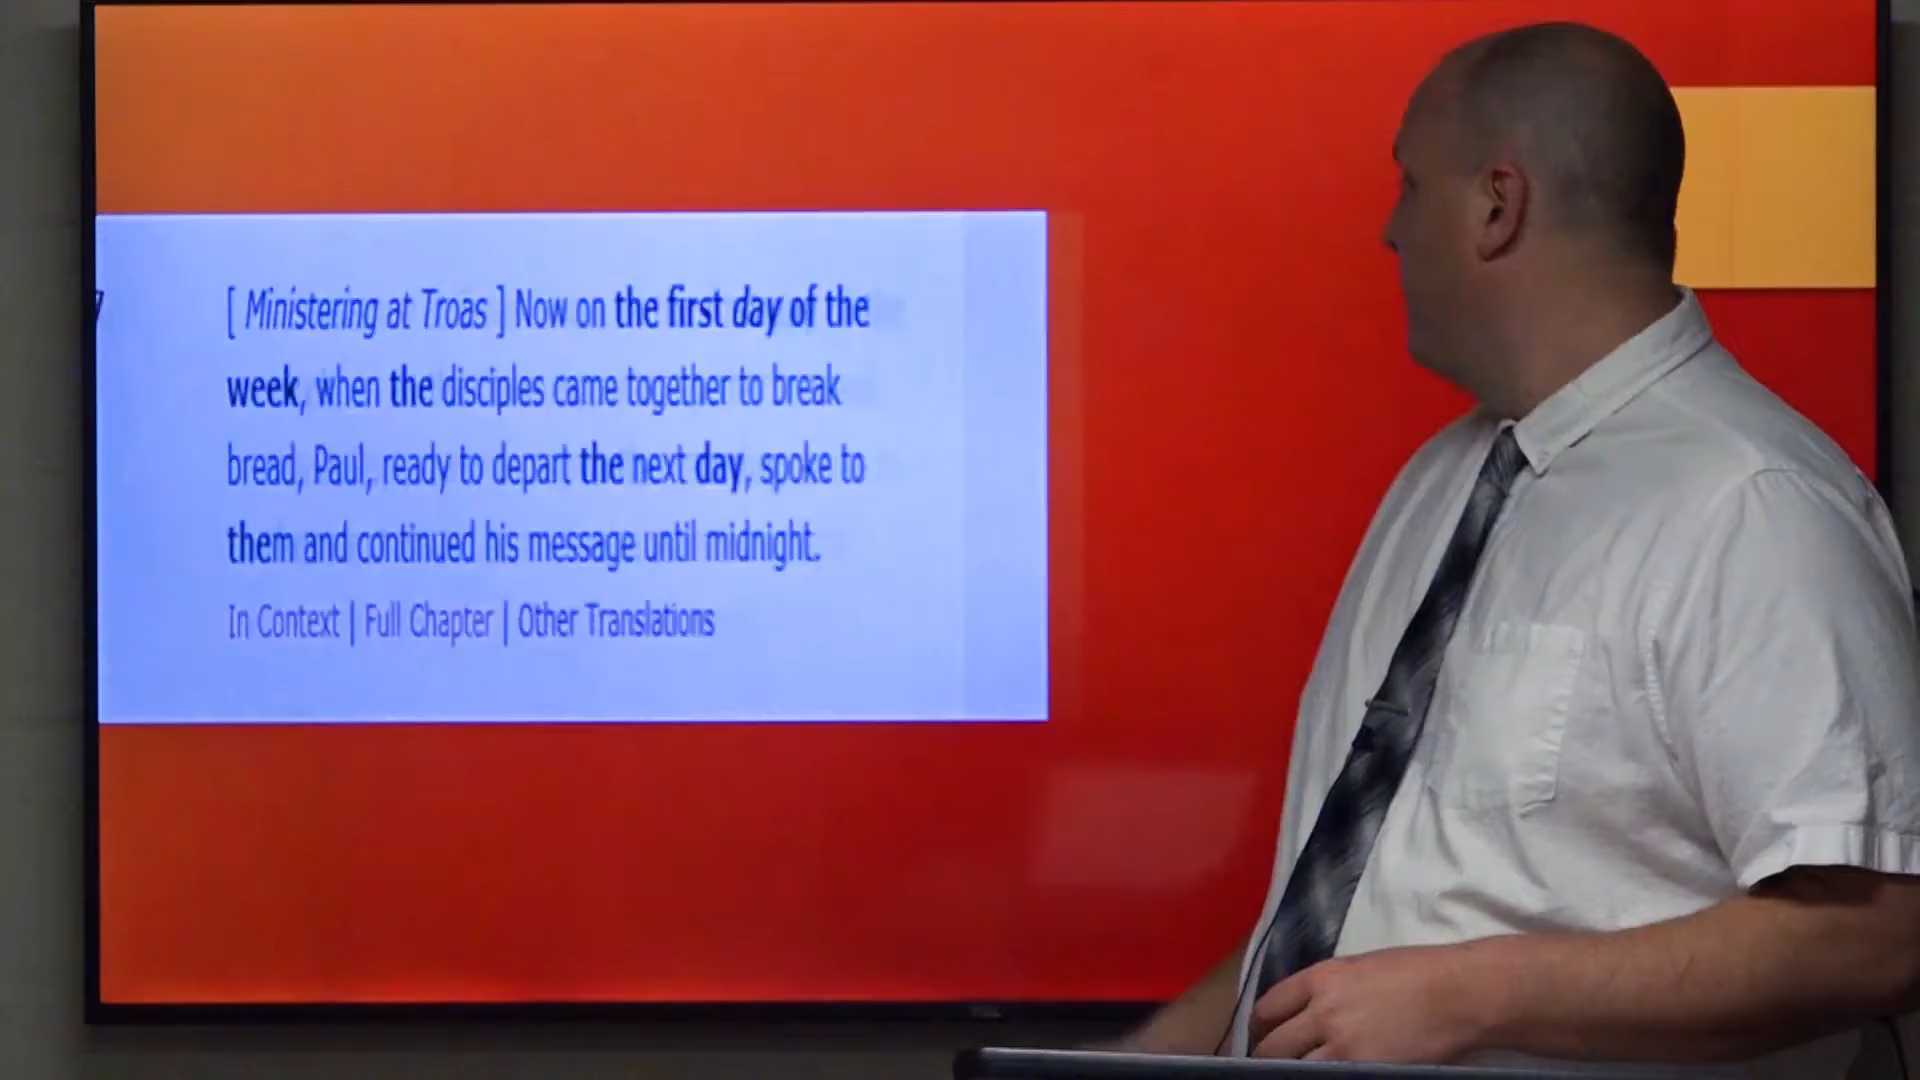 [ Ministering at Troas ] Now on the first day of the
week, when the disciples came together to break
bread, Paul, ready to depart the next day, spoke to
them and continued his message until midnight.
In Context | Full Chapter | Other Translations